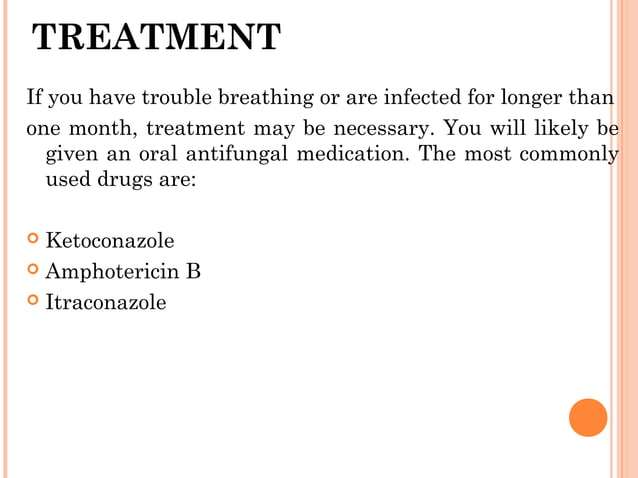 TREATMENT
If you have trouble breathing or are infected for longer than
one month, treatment may be necessary. You will likely be
given an oral antifungal medication. The most commonly
used drugs are:
Ketoconazole
Amphotericin B
Itraconazole